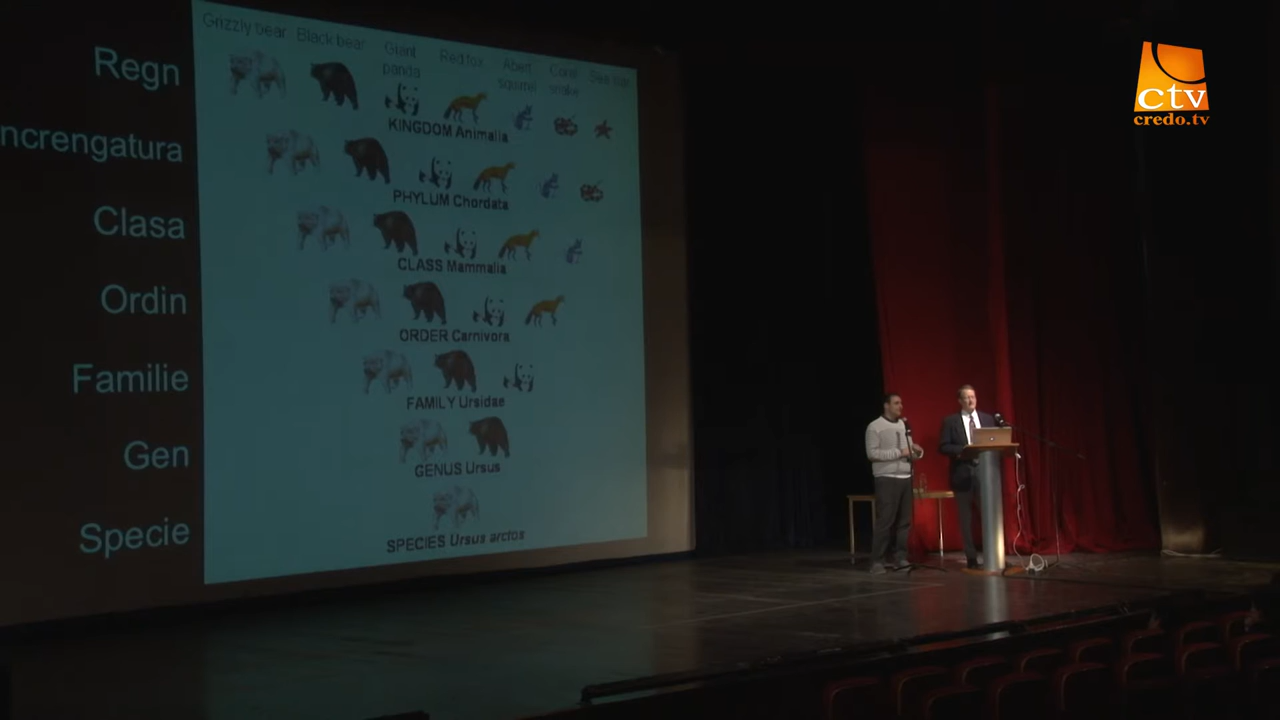 Grizzly bear Black bear Giant panda Red fox Abert squirrel Coral snake Sea star
Regn
KINGDOM Animalia
ncrengatura
PHYLUM Chordata
Clasa
CLASS Mammalia
Ordin
ORDER Carnivora
Familie
FAMILY Ursidae
Gen
GENUS Ursus
Specie
SPECIES Ursus arctos
ctv
credo.tv